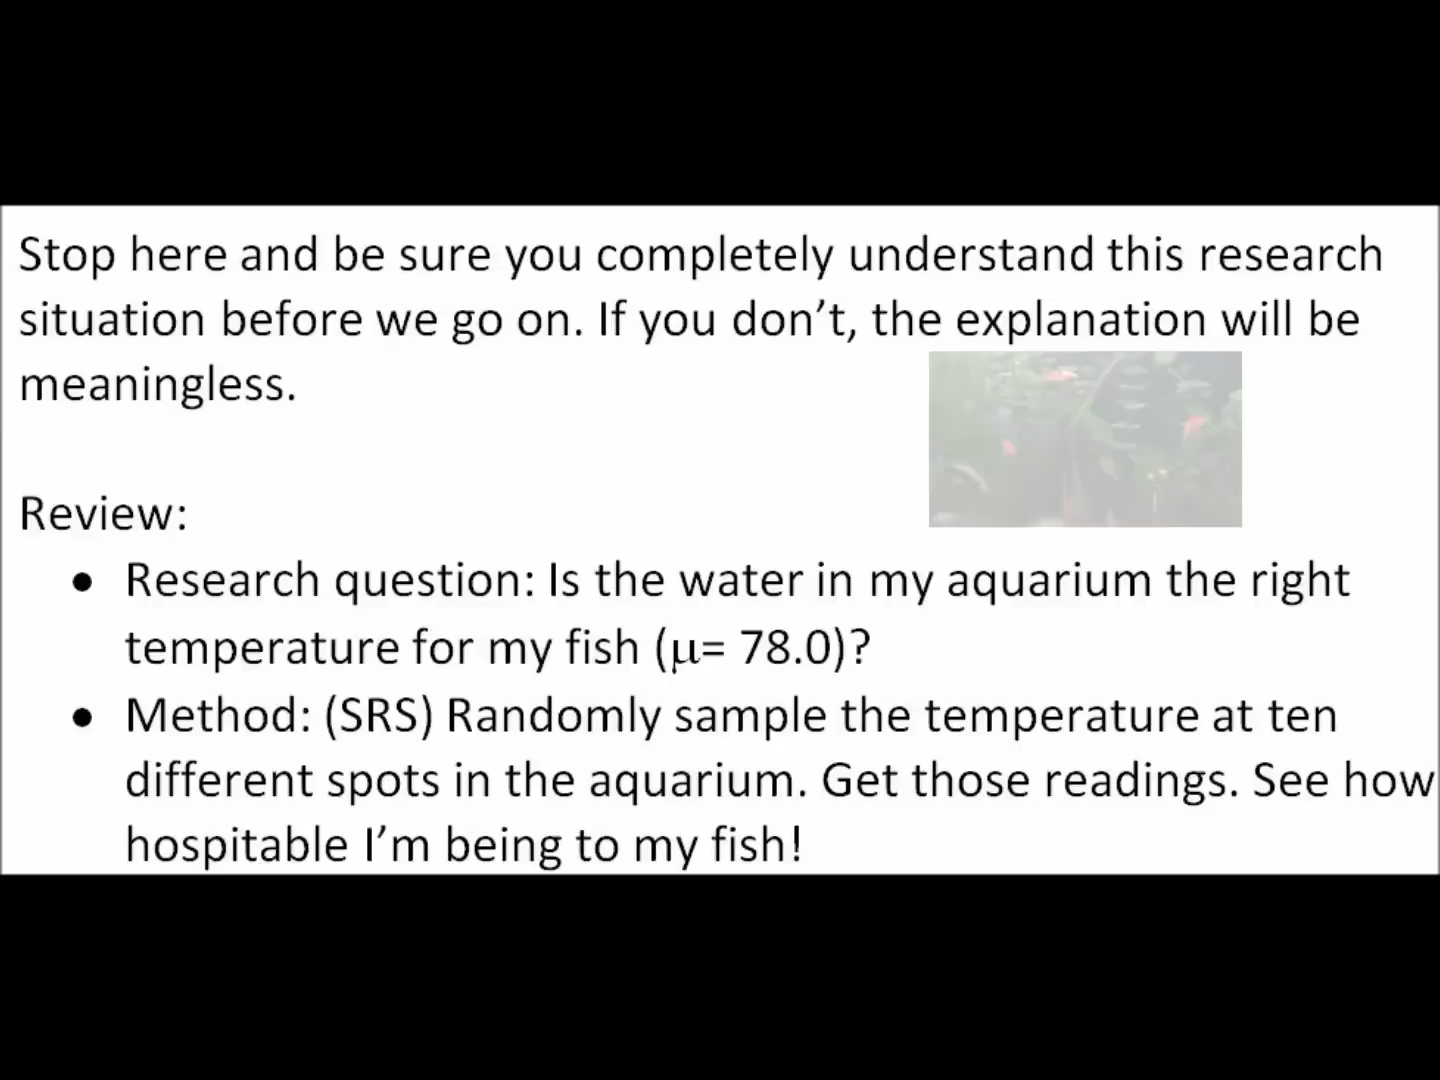 Stop here and be sure you completely understand this research
situation before we go on. If you don’t, the explanation will be
meaningless.
Review:
• Research question: Is the water in my aquarium the right
temperature for my fish (μ= 78.0)?
• Method: (SRS) Randomly sample the temperature at ten
different spots in the aquarium. Get those readings. See how
hospitable I’m being to my fish!